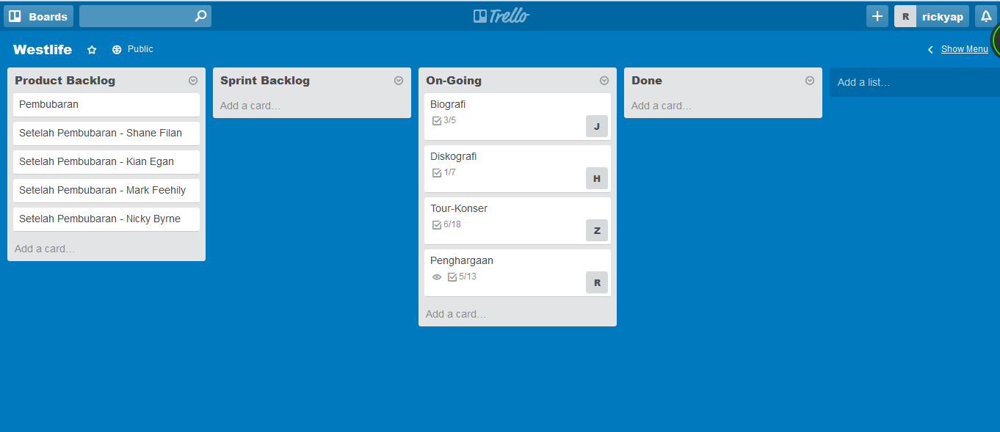 Boards
Trello
R rickyap
Westlife
Public
Show Menu
Product Backlog
Pembubaran
Setelah Pembubaran - Shane Filan
Setelah Pembubaran - Kian Egan
Setelah Pembubaran - Mark Feehily
Setelah Pembubaran - Nicky Byrne
Add a card…
Sprint Backlog
Add a card…
On-Going
Biografi
3/5
J
Diskografi
1/7
H
Tour-Konser
6/18
Z
Penghargaan
5/13
R
Add a card…
Done
Add a card…
Add a list…